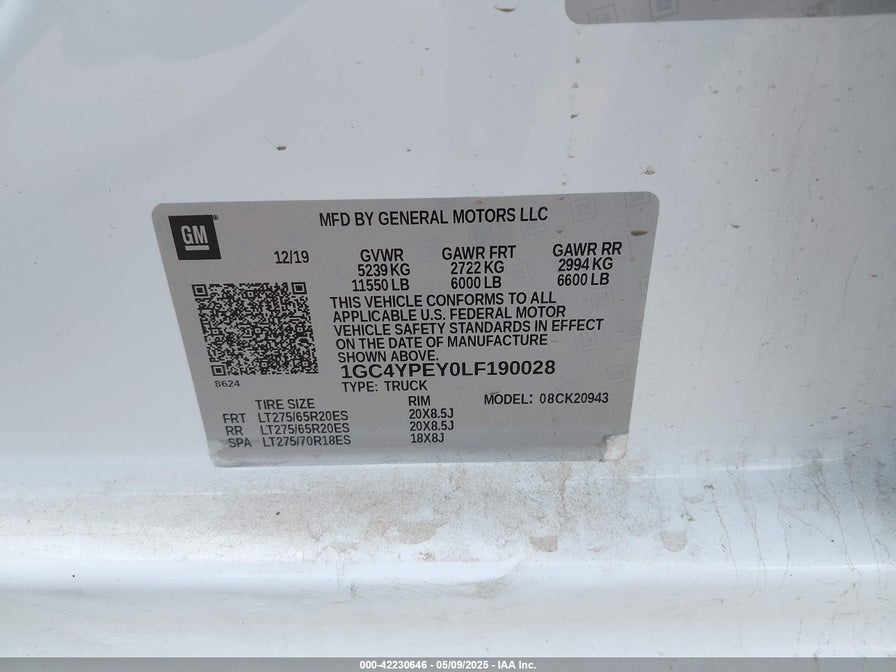 GM
MFD BY GENERAL MOTORS LLC
12/19
GVWR GAWR FRT GAWR RR
5239 KG 2722 KG 2994 KG
11550 LB 6000 LB 6600 LB
THIS VEHICLE CONFORMS TO ALL
APPLICABLE U.S. FEDERAL MOTOR
VEHICLE SAFETY STANDARDS IN EFFECT
ON THE DATE OF MANUFACTURE
SHOWN ABOVE.
1GC4YPEY0LF190028
8624
TYPE: TRUCK
MODEL: 08CK20943
TIRE SIZE RIM
FRT LT275/65R20ES 20X8.5J
RR LT275/65R20ES 20X8.5J
SPA LT275/70R18ES 18X8J
000-42230646 - 05/09/2025 - IAA Inc.